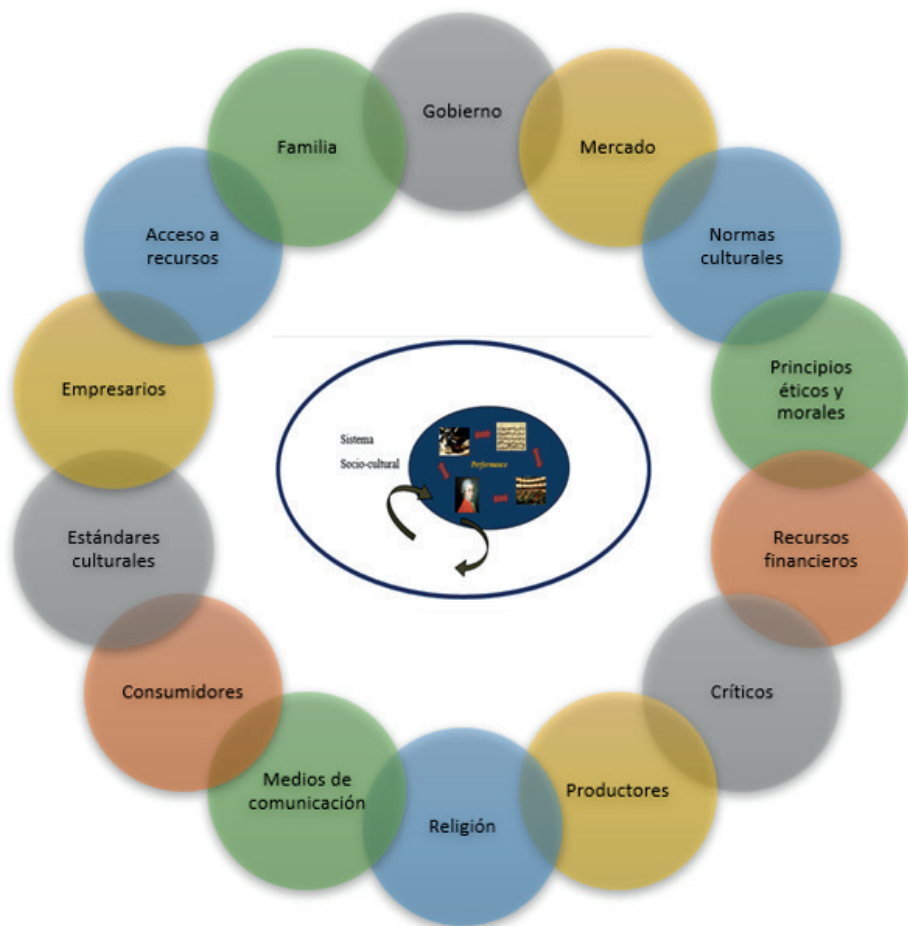 Gobierno
Mercado
Normas
culturales
Principios
éticos y
morales
Recursos
financieros
Críticos
Productores
Religión
Medios de
comunicación
Consumidores
Estándares
culturales
Empresarios
Acceso a
recursos
Familia
Sistema
Socio-cultural
Performance